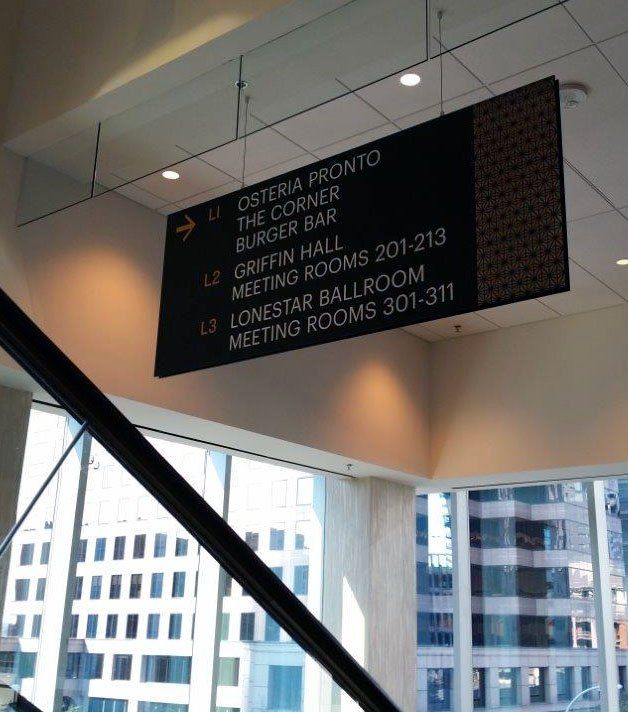 → L1 OSTERIA PRONTO
THE CORNER
BURGER BAR
L2 GRIFFIN HALL
MEETING ROOMS 201-213
L3 LONESTAR BALLROOM
MEETING ROOMS 301-311